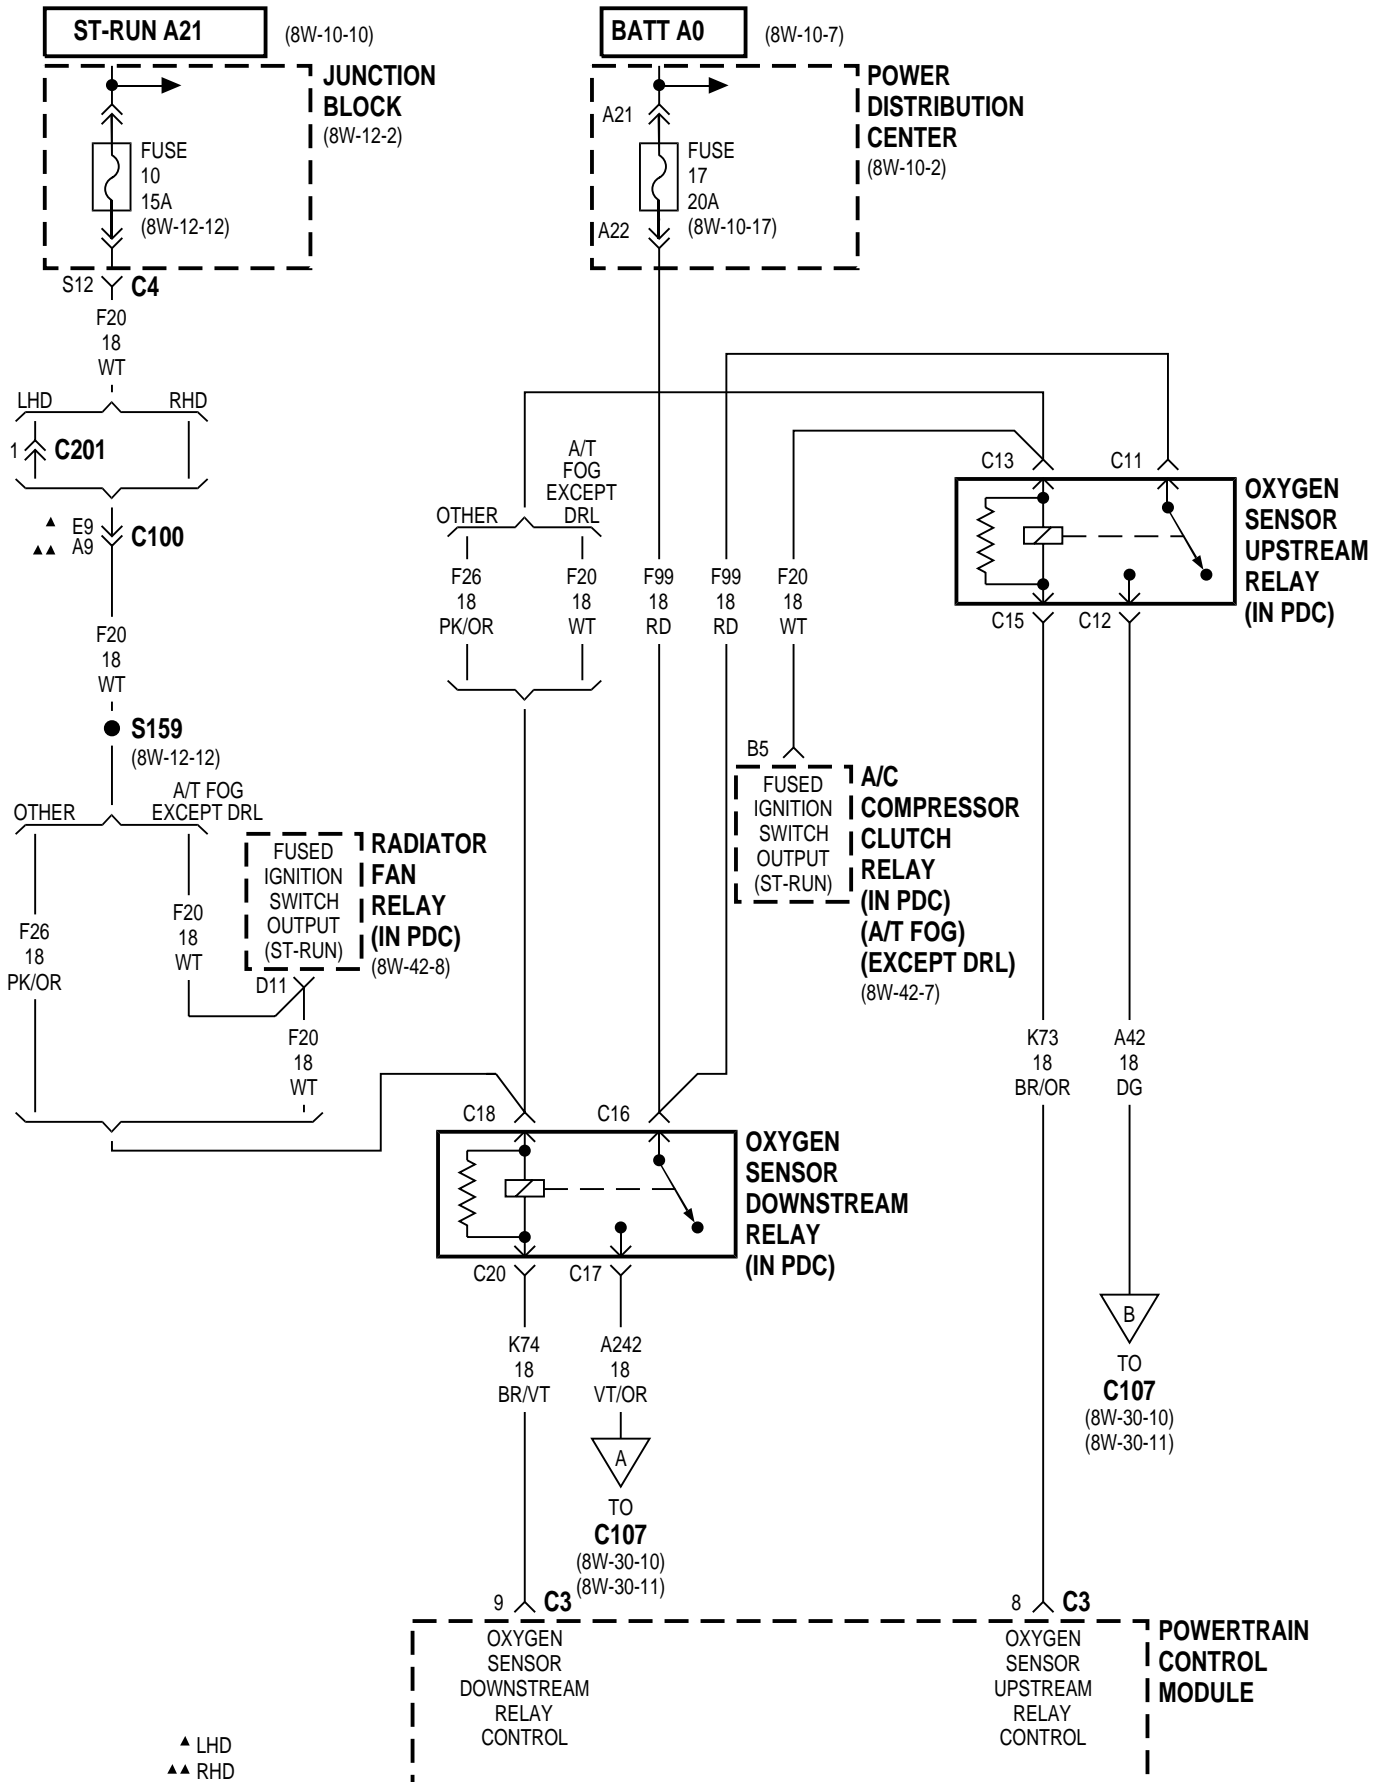 ST-RUN A21
(8W-10-10)
BATT A0
(8W-10-7)
JUNCTION
BLOCK
(8W-12-2)
FUSE
10
15A
(8W-12-12)
POWER
DISTRIBUTION
CENTER
(8W-10-2)
A21
FUSE
17
20A
(8W-10-17)
A22
S12
C4
F20
18
WT
LHD
RHD
1
C201
E9
A9
C100
F20
18
WT
S159
(8W-12-12)
OTHER
A/T FOG
EXCEPT DRL
F26
18
PK/OR
F20
18
WT
FUSED
IGNITION
SWITCH
OUTPUT
(ST-RUN)
RADIATOR
FAN
RELAY
(IN PDC)
(8W-42-8)
D11
F20
18
WT
A/T
FOG
EXCEPT
DRL
OTHER
F26
18
PK/OR
F20
18
WT
F99
18
RD
F99
18
RD
F20
18
WT
C13
C11
OXYGEN
SENSOR
UPSTREAM
RELAY
(IN PDC)
C15
C12
B5
FUSED
IGNITION
SWITCH
OUTPUT
(ST-RUN)
A/C
COMPRESSOR
CLUTCH
RELAY
(IN PDC)
(A/T FOG)
(EXCEPT DRL)
(8W-42-7)
K73
18
BR/OR
A42
18
DG
C18
C16
OXYGEN
SENSOR
DOWNSTREAM
RELAY
(IN PDC)
C20
C17
K74
18
BR/VT
A242
18
VT/OR
A
TO
C107
(8W-30-10)
(8W-30-11)
B
TO
C107
(8W-30-10)
(8W-30-11)
9
C3
8
C3
OXYGEN
SENSOR
DOWNSTREAM
RELAY
CONTROL
OXYGEN
SENSOR
UPSTREAM
RELAY
CONTROL
POWERTRAIN
CONTROL
MODULE
LHD
RHD